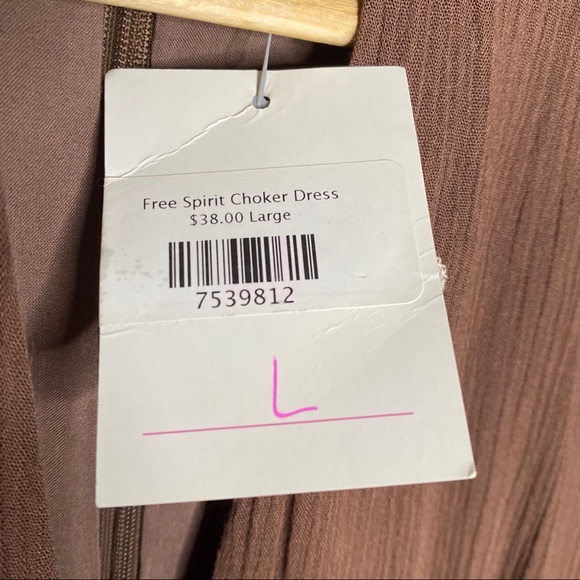 Free Spirit Choker Dress
$38.00 Large
7539812
L